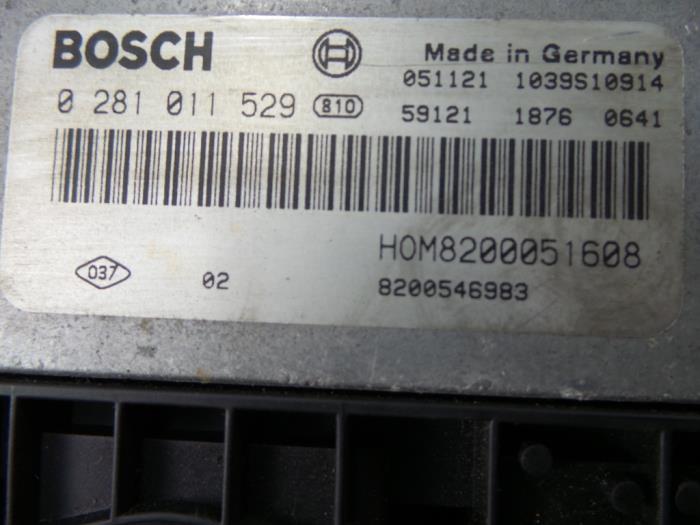 BOSCH Made in Germany
051121 1039S10914
0 281 011 529 810 59121 1876 0641
HOM8200051608
037 02 8200546983